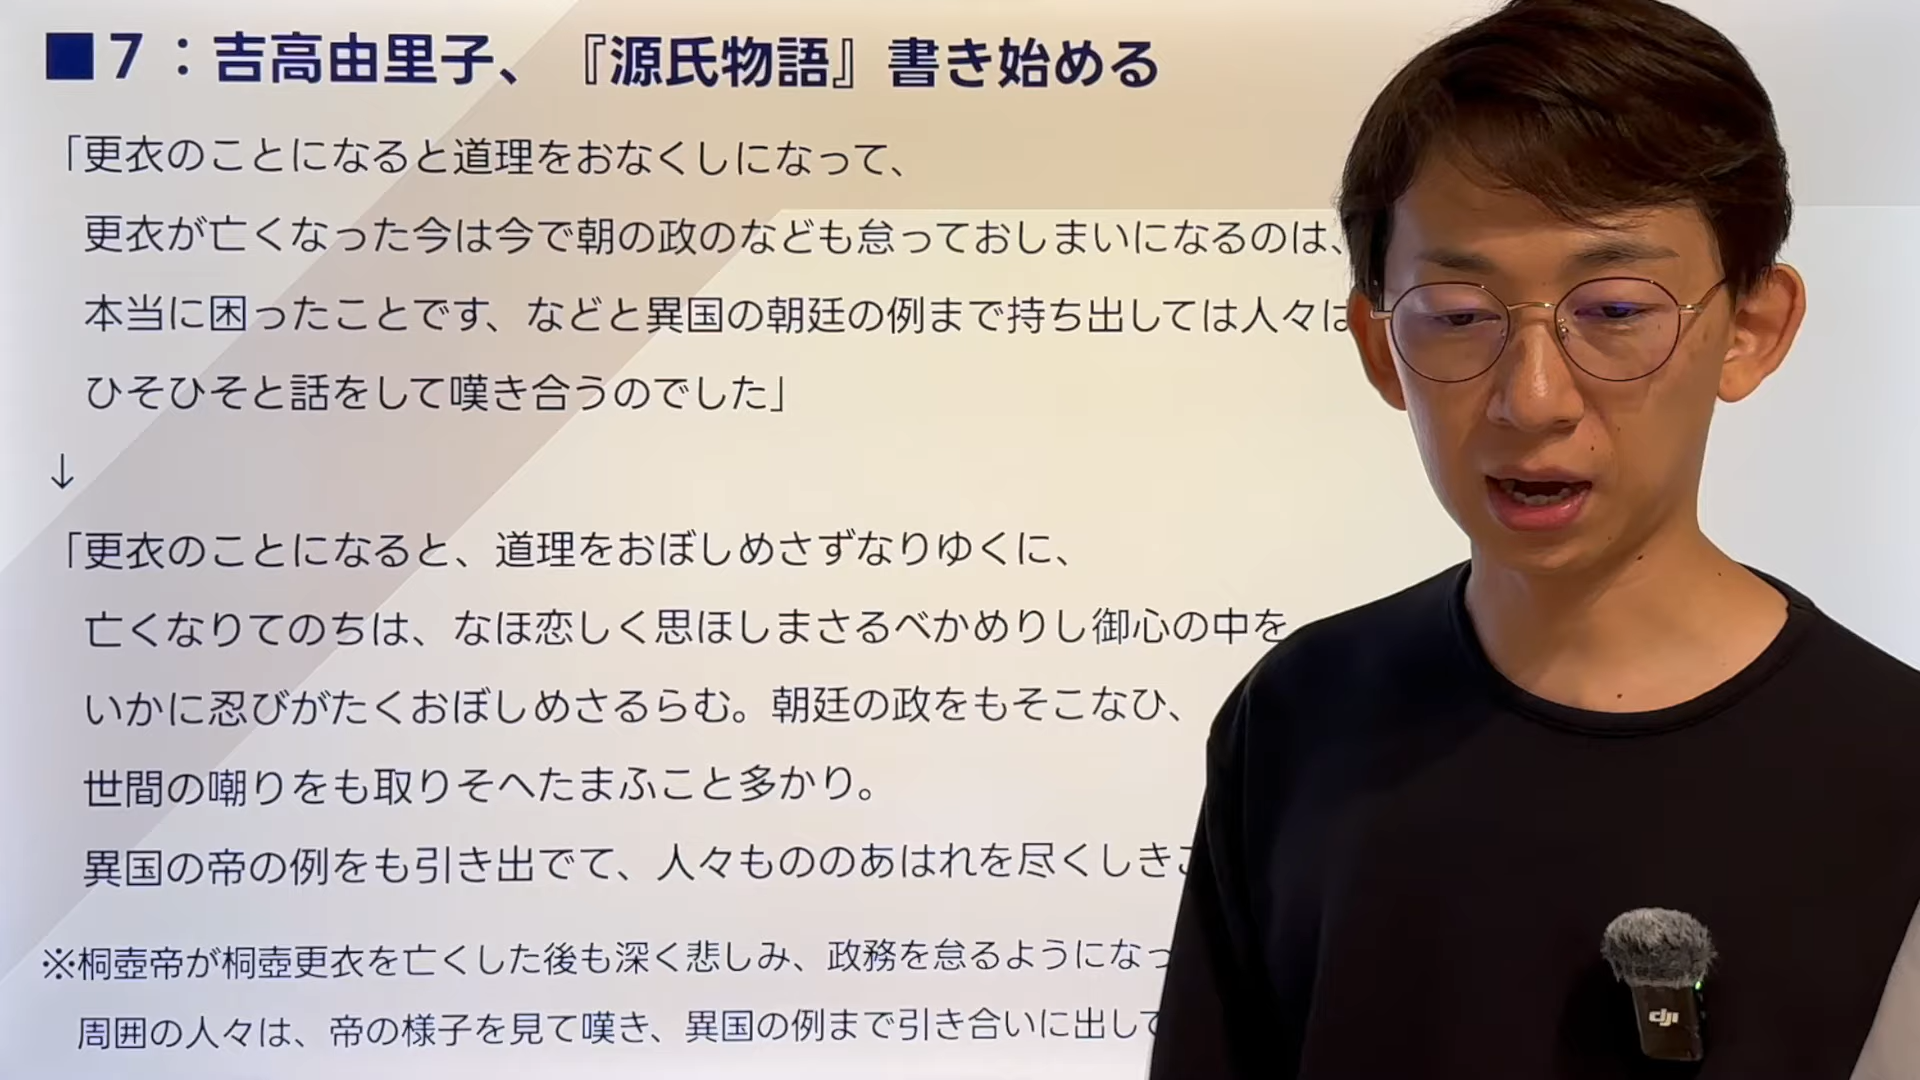 ■7：吉高由里子、『源氏物語』書き始める
「更衣のことになると道理をおなくしになって、
更衣が亡くなった今は今で朝の政のなども怠っておしまいになるのは、
本当に困ったことです、などと異国の朝廷の例まで持ち出しては人々は
ひそひそと話をして嘆き合うのでした」
↓
「更衣のことになると、道理をおぼしめさずなりゆくに、
亡くなりてのちは、なほ恋しく思ほしまさるべかめりし御心の中を
いかに忍びがたくおぼしめさるらむ。朝廷の政をもそこなひ、
世間の嘲りをも取りそへたまふこと多かり。
異国の帝の例をも引き出でて、人々もののあはれを尽くしき
※桐壺帝が桐壺更衣を亡くした後も深く悲しみ、政務を怠るようになっ
周囲の人々は、帝の様子を見て嘆き、異国の例まで引き合いに出して
dji